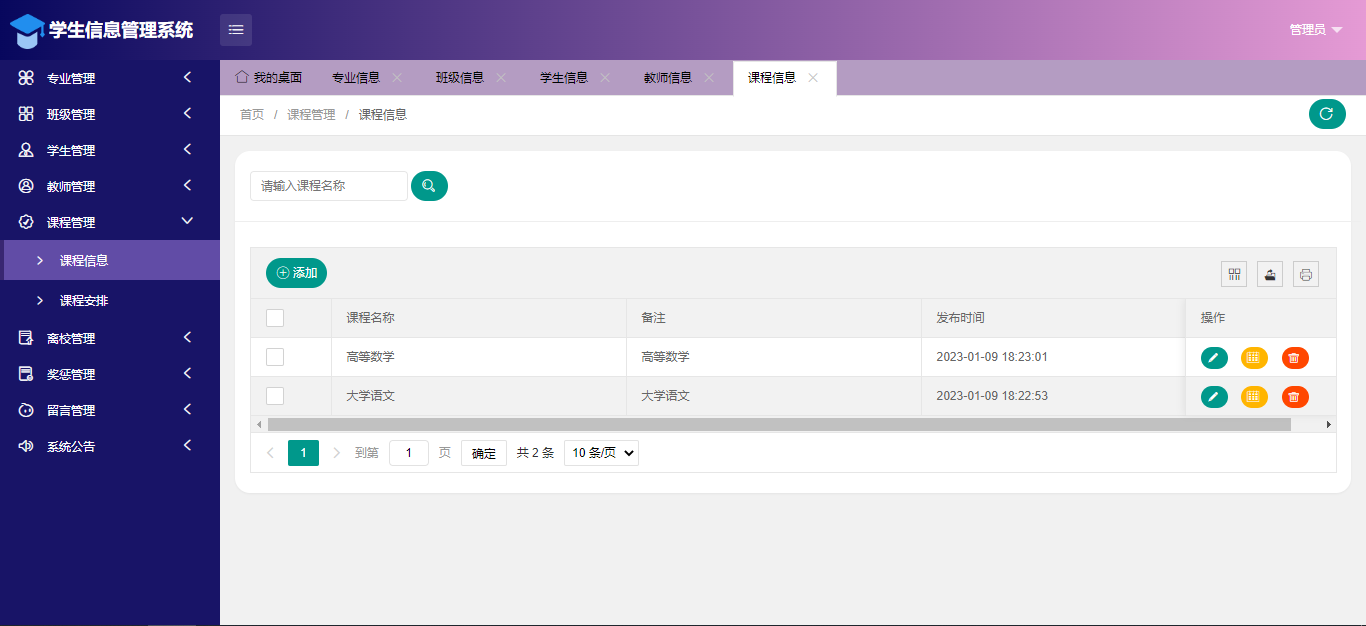 学生信息管理系统
管理员
专业管理
班级管理
学生管理
教师管理
课程管理
课程信息
课程安排
离校管理
奖惩管理
留言管理
系统公告
我的桌面 专业信息 班级信息 学生信息 教师信息 课程信息
首页 / 课程管理 / 课程信息
请输入课程名称
添加
课程名称 备注 发布时间 操作
高等数学 高等数学 2023-01-09 18:23:01
大学语文 大学语文 2023-01-09 18:22:53
1 到第 1 页 确定 共 2 条 10 条/页